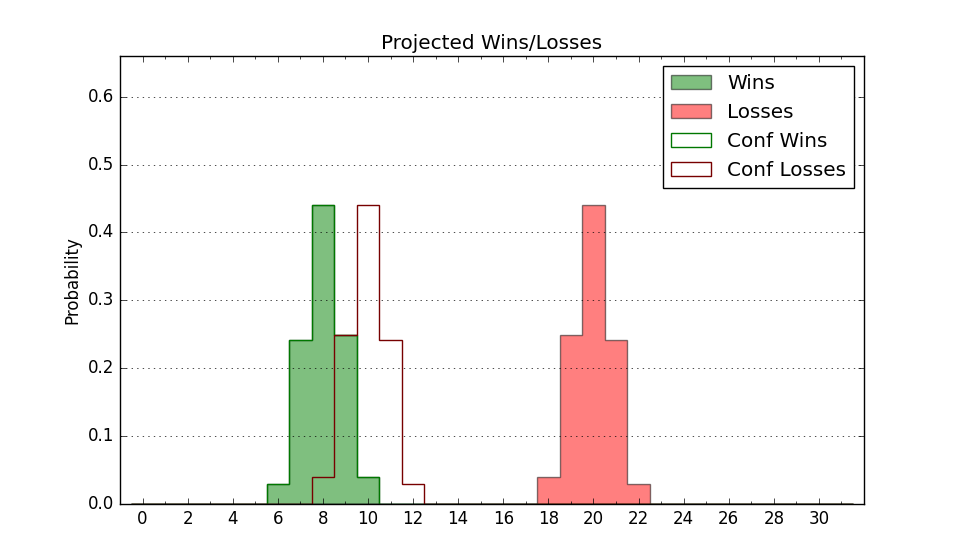 Projected Wins/Losses
Wins
Losses
Conf Wins
Conf Losses
Probability
0.6
0.5
0.4
0.3
0.2
0.1
0.0
0 2 4 6 8 10 12 14 16 18 20 22 24 26 28 30